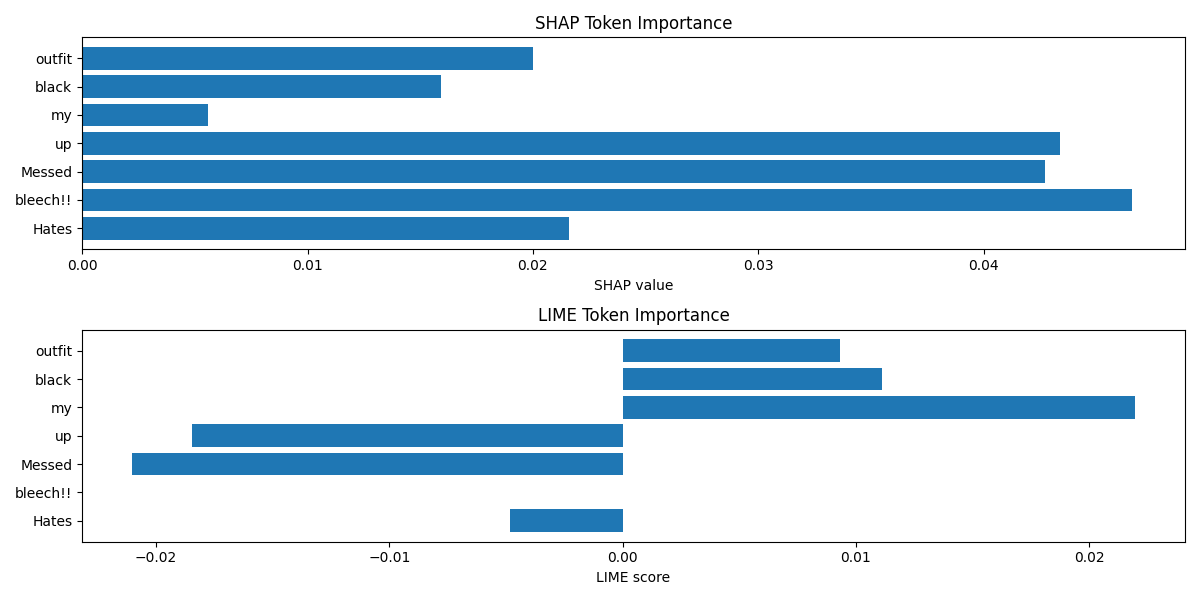 SHAP Token Importance
outfit
black
my
up
Messed
bleech!!
Hates
0.00 0.01 0.02 0.03 0.04
SHAP value
LIME Token Importance
outfit
black
my
up
Messed
bleech!!
Hates
−0.02 −0.01 0.00 0.01 0.02
LIME score